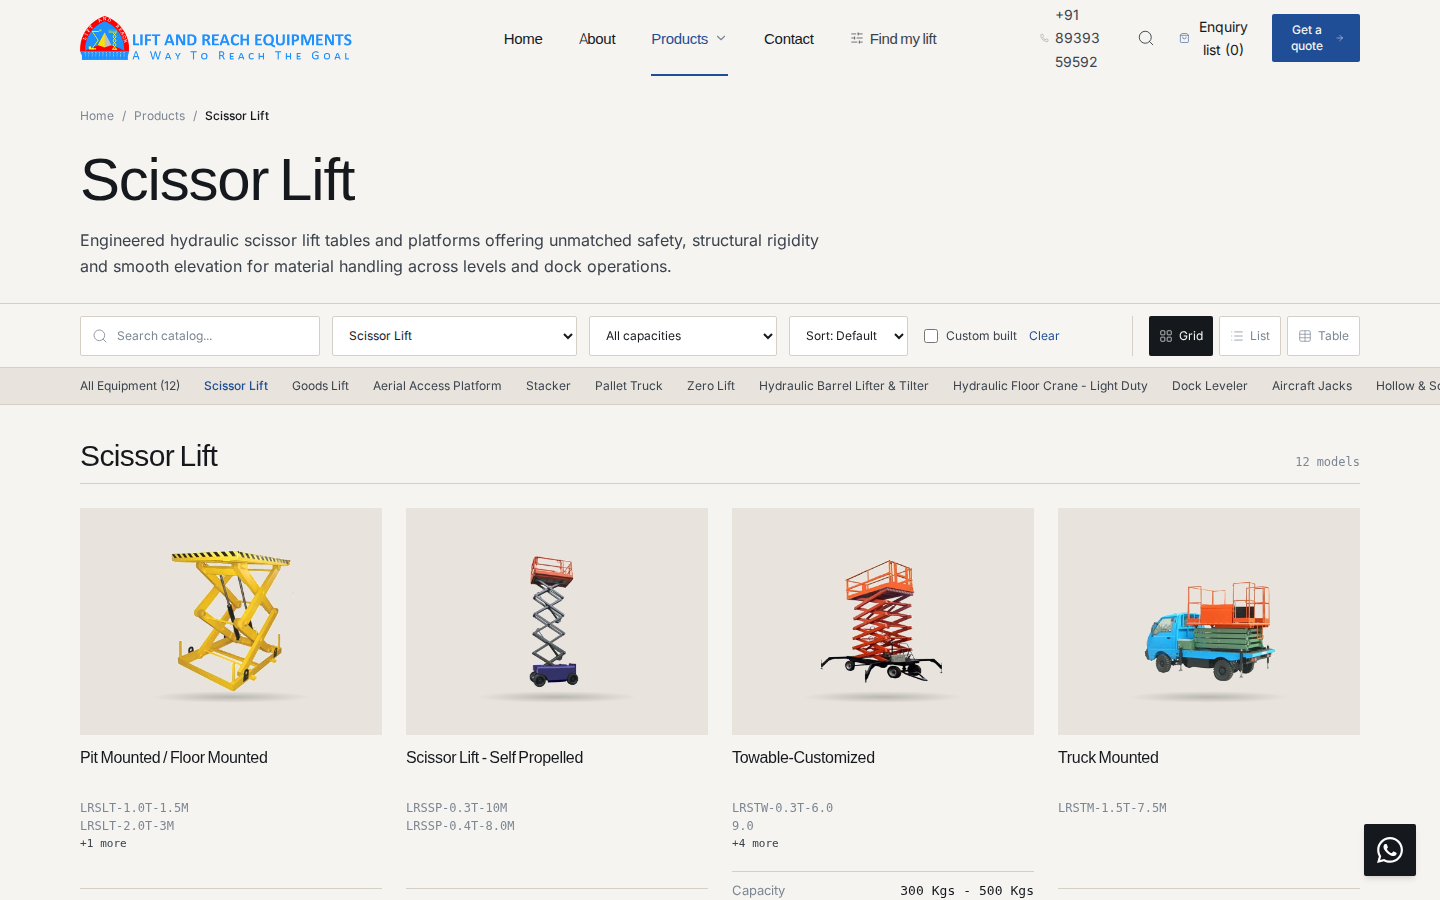 LIFT AND REACH EQUIPMENTS
A Way To Reach The Goal
Home
About
Products
Contact
Find my lift
+91
89393
59592
Enquiry
list (0)
Get a
quote
Home / Products / Scissor Lift
Scissor Lift
Engineered hydraulic scissor lift tables and platforms offering unmatched safety, structural rigidity
and smooth elevation for material handling across levels and dock operations.
Search catalog...
Scissor Lift
All capacities
Sort: Default
Custom built
Clear
Grid
List
Table
All Equipment (12)
Scissor Lift
Goods Lift
Aerial Access Platform
Stacker
Pallet Truck
Zero Lift
Hydraulic Barrel Lifter & Tilter
Hydraulic Floor Crane - Light Duty
Dock Leveler
Aircraft Jacks
Hollow & So
Scissor Lift
12 models
Pit Mounted / Floor Mounted
LRSLT-1.0T-1.5M
LRSLT-2.0T-3M
+1 more
Scissor Lift - Self Propelled
LRSSP-0.3T-10M
LRSSP-0.4T-8.0M
Towable-Customized
LRSTW-0.3T-6.0
9.0
+4 more
Capacity
300 Kgs - 500 Kgs
Truck Mounted
LRSTM-1.5T-7.5M